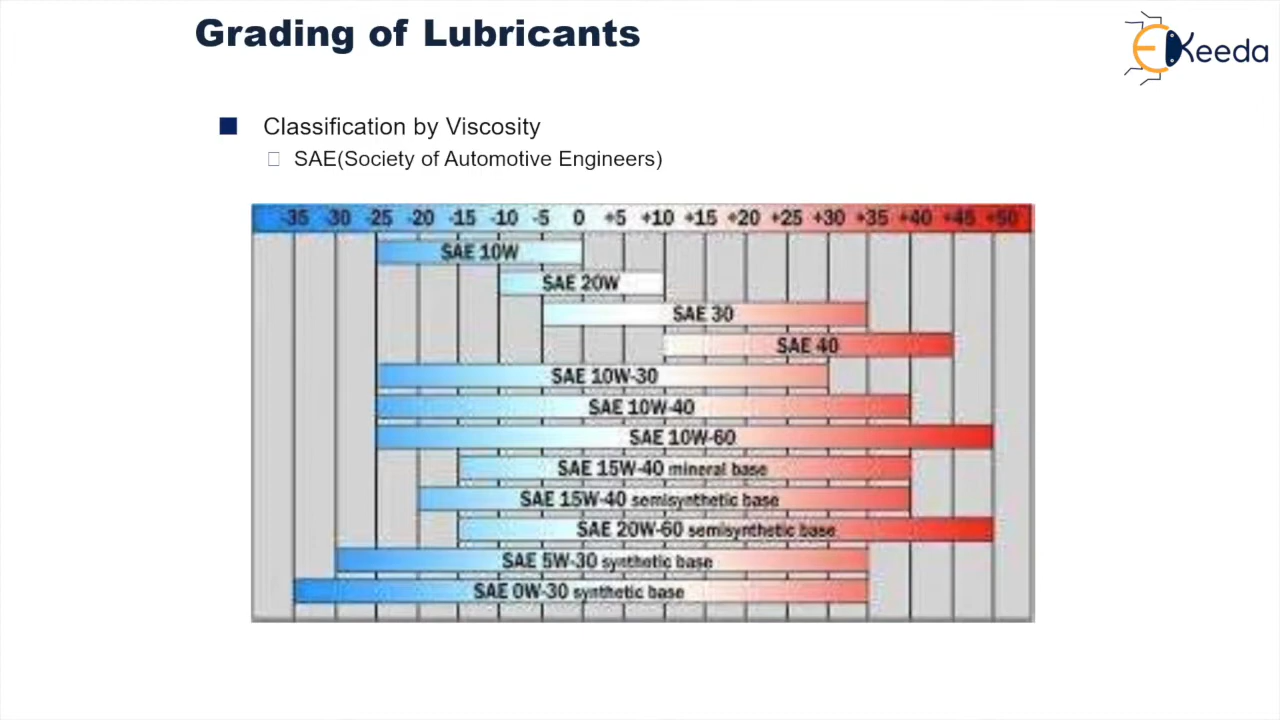 Grading of Lubricants
EKeeda
Classification by Viscosity
SAE(Society of Automotive Engineers)
-35 -30 -25 -20 -15 -10 -5 0 +5 +10 +15 +20 +25 +30 +35 +40 +45 +50
SAE 10W
SAE 20W
SAE 30
SAE 40
SAE 10W-30
SAE 10W-40
SAE 10W-60
SAE 15W-40 mineral base
SAE 15W-40 semisynthetic base
SAE 20W-60 semisynthetic base
SAE 5W-30 synthetic base
SAE 0W-30 synthetic base